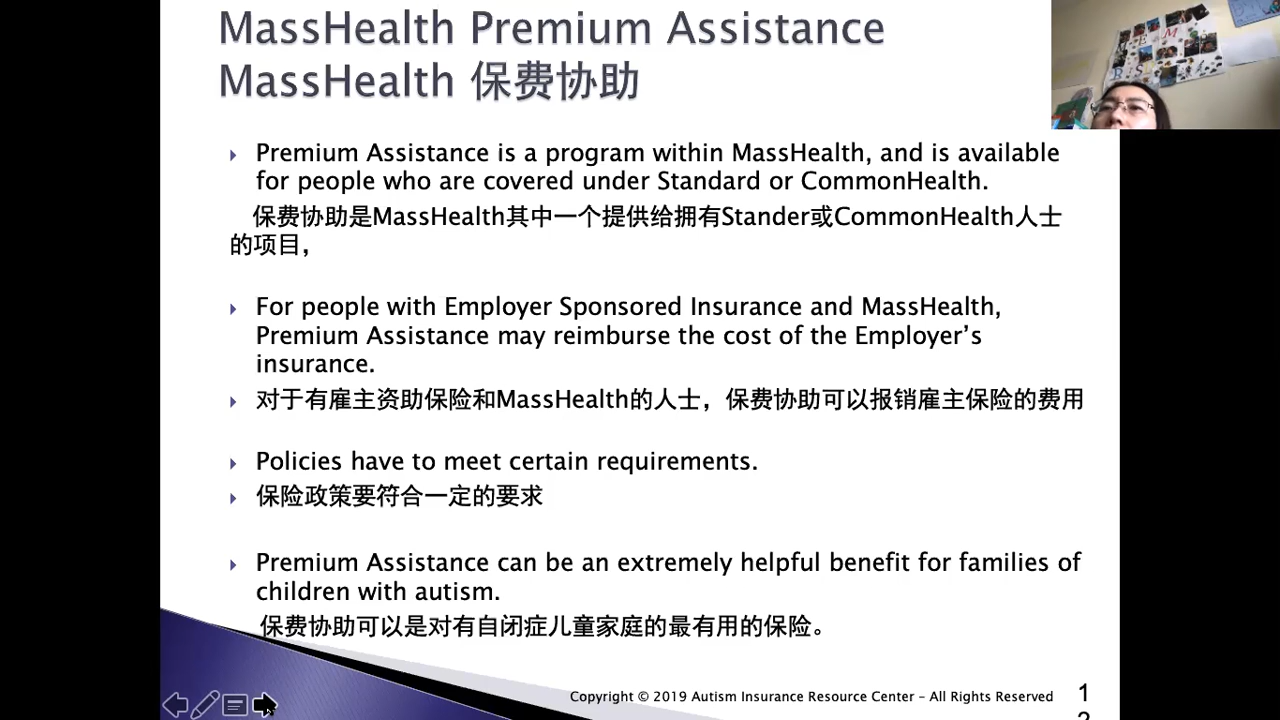 MassHealth Premium Assistance
MassHealth 保费协助
Premium Assistance is a program within MassHealth, and is available
for people who are covered under Standard or CommonHealth.
保费协助是MassHealth其中一个提供给拥有Stander或CommonHealth人士
的项目，
For people with Employer Sponsored Insurance and MassHealth,
Premium Assistance may reimburse the cost of the Employer’s
insurance.
对于有雇主资助保险和MassHealth的人士，保费协助可以报销雇主保险的费用
Policies have to meet certain requirements.
保险政策要符合一定的要求
Premium Assistance can be an extremely helpful benefit for families of
children with autism.
保费协助可以是对有自闭症儿童家庭的最有用的保险。
Copyright © 2019 Autism Insurance Resource Center – All Rights Reserved
1
2